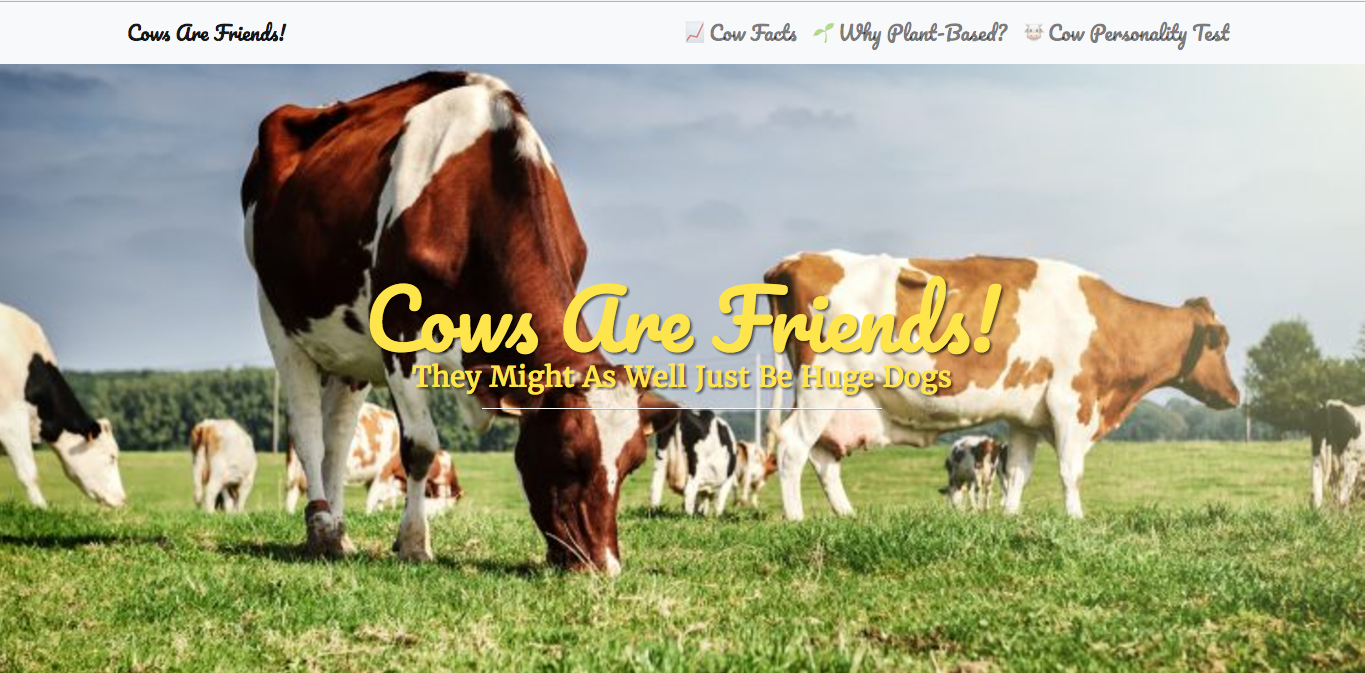 Cows Are Friends!
📈 Cow Facts 🌱 Why Plant-Based? 🐮 Cow Personality Test
Cows Are Friends!
They Might As Well Just Be Huge Dogs